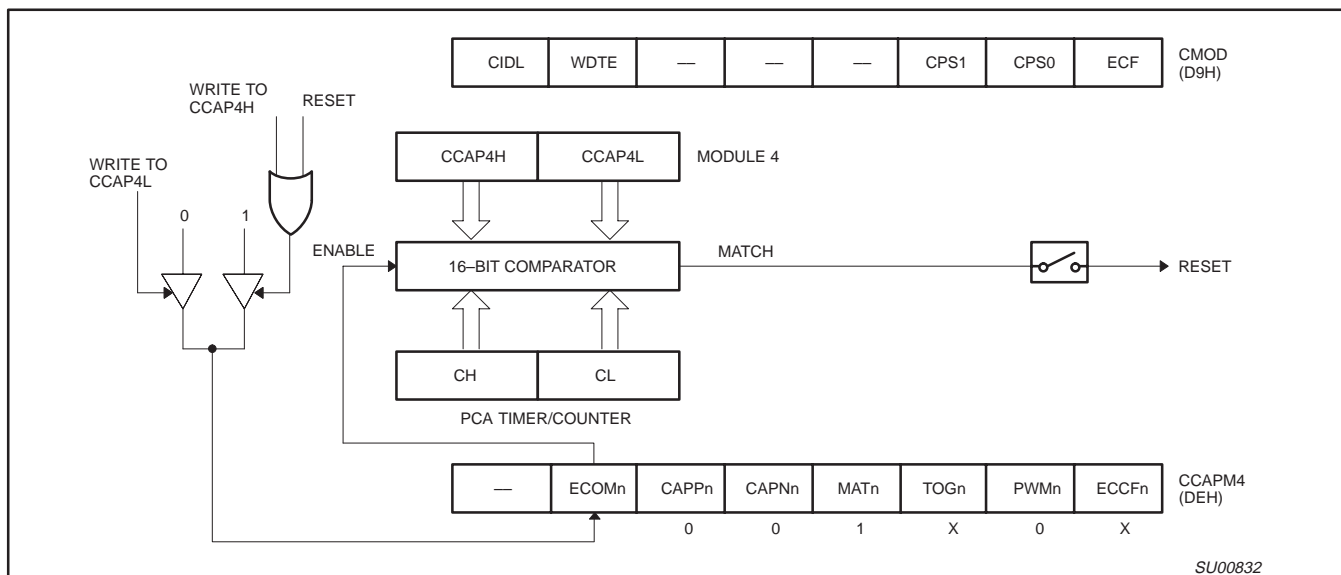 CIDL WDTE — — — CPS1 CPS0 ECF
CMOD
(D9H)
WRITE TO
CCAP4H
RESET
WRITE TO
CCAP4L
0
1
CCAP4H CCAP4L
MODULE 4
ENABLE
16–BIT COMPARATOR
MATCH
RESET
CH CL
PCA TIMER/COUNTER
— ECOMn CAPPn CAPNn MATn TOGn PWMn ECCFn
CCAPM4
(DEH)
0 0 1 X 0 X
SU00832